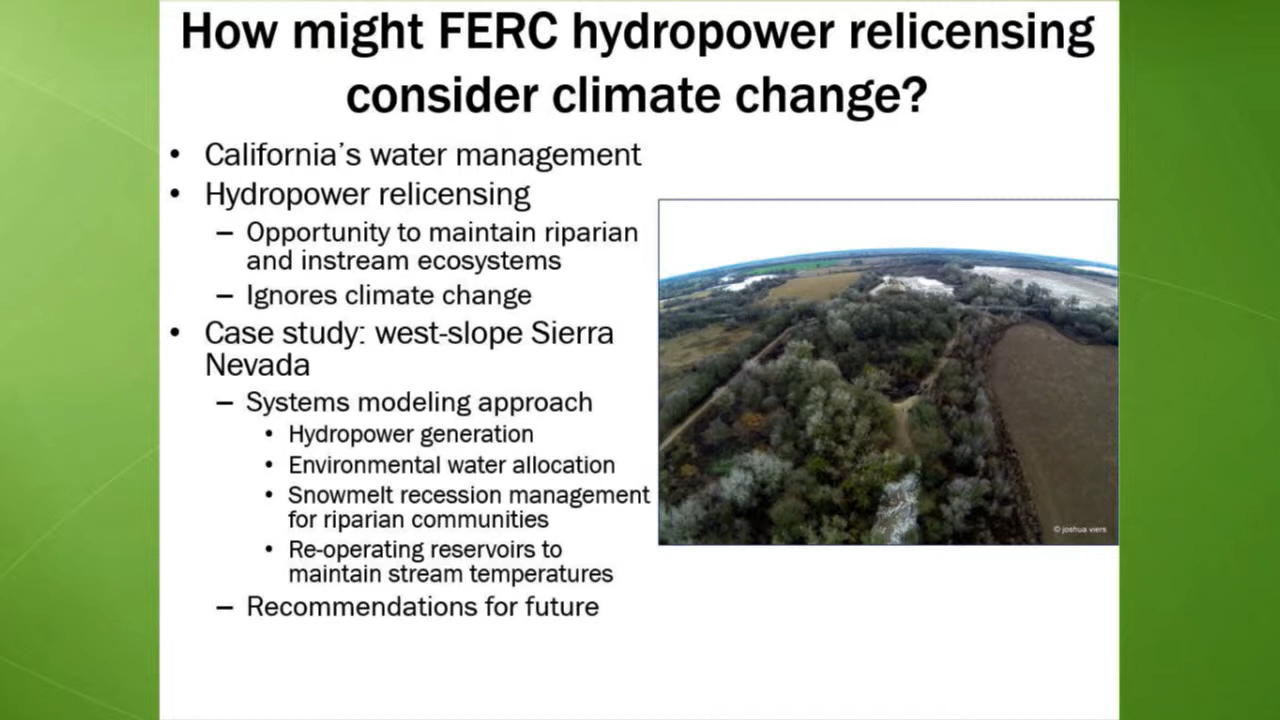 How might FERC hydropower relicensing
consider climate change?
• California's water management
• Hydropower relicensing
– Opportunity to maintain riparian
and instream ecosystems
– Ignores climate change
• Case study: west-slope Sierra
Nevada
– Systems modeling approach
• Hydropower generation
• Environmental water allocation
• Snowmelt recession management
for riparian communities
• Re-operating reservoirs to
maintain stream temperatures
– Recommendations for future
© joshua viers